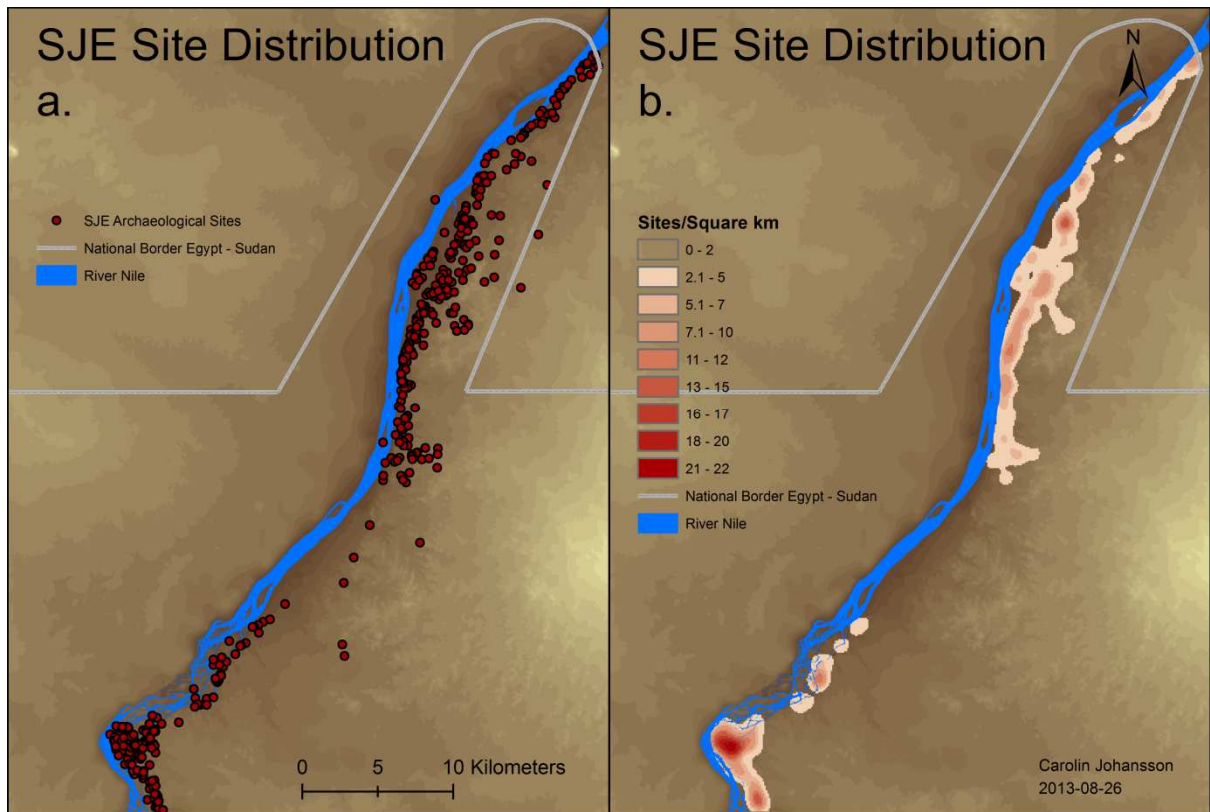 SJE Site Distribution
a.
SJE Archaeological Sites
National Border Egypt - Sudan
River Nile
0 5 10 Kilometers
SJE Site Distribution
b.
N
Sites/Square km
0 - 2
2.1 - 5
5.1 - 7
7.1 - 10
11 - 12
13 - 15
16 - 17
18 - 20
21 - 22
National Border Egypt - Sudan
River Nile
Carolin Johansson
2013-08-26